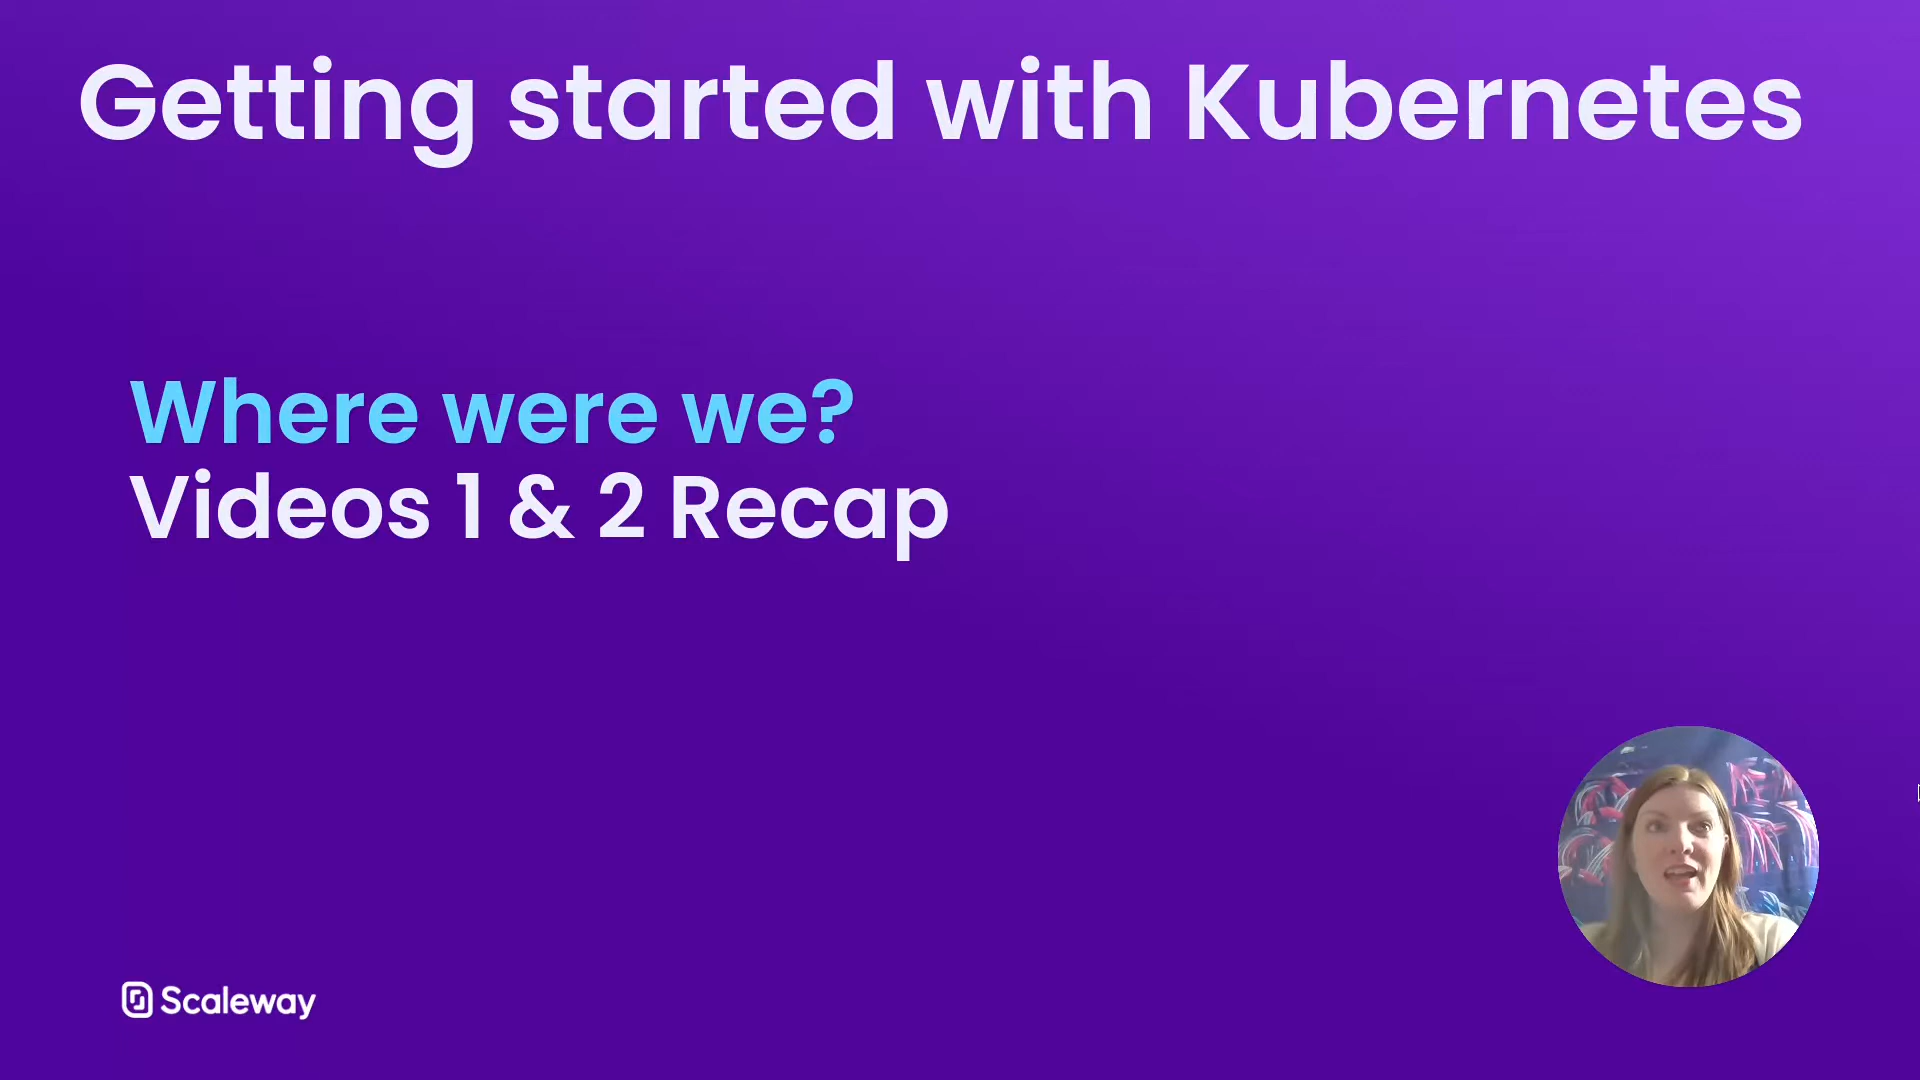 Getting started with Kubernetes
Where were we?
Videos 1 & 2 Recap
Scaleway